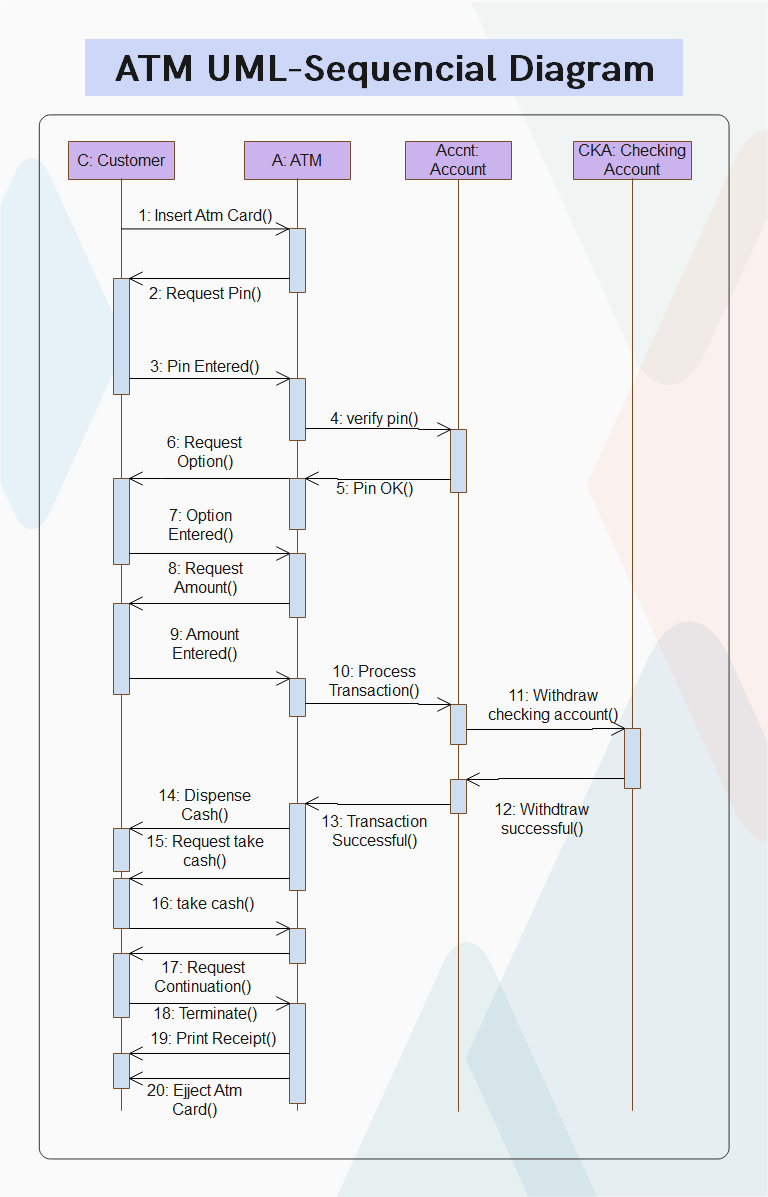 ATM UML-Sequencial Diagram
C: Customer
A: ATM
Accnt:
Account
CKA: Checking
Account
1: Insert Atm Card()
2: Request Pin()
3: Pin Entered()
4: verify pin()
6: Request
Option()
5: Pin OK()
7: Option
Entered()
8: Request
Amount()
9: Amount
Entered()
10: Process
Transaction()
11: Withdraw
checking account()
14: Dispense
Cash()
13: Transaction
Successful()
12: Withdtraw
successful()
15: Request take
cash()
16: take cash()
17: Request
Continuation()
18: Terminate()
19: Print Receipt()
20: Ejject Atm
Card()